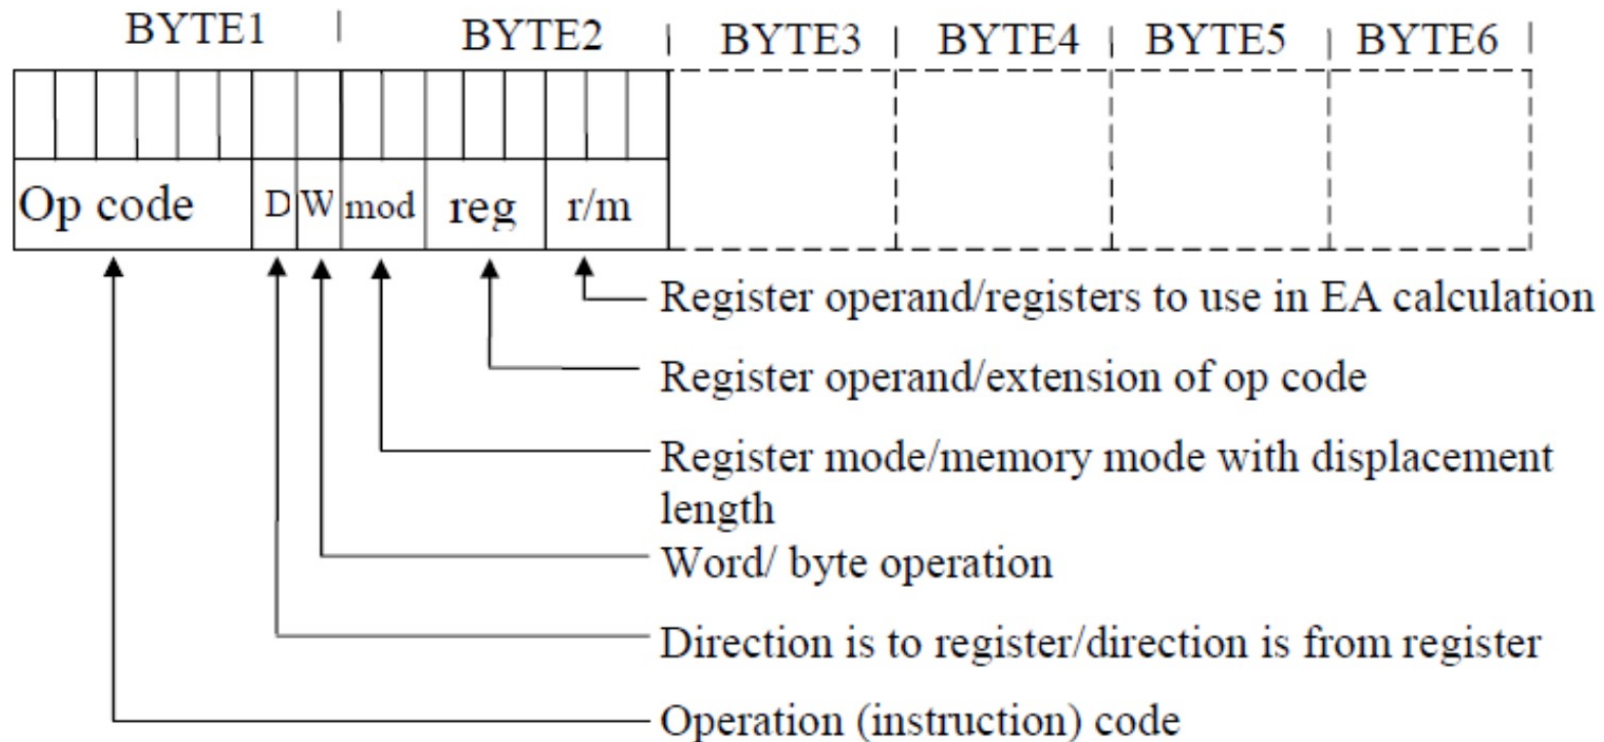 BYTE1 | BYTE2 | BYTE3 | BYTE4 | BYTE5 | BYTE6 |
Op code D W mod reg r/m
Register operand/registers to use in EA calculation
Register operand/extension of op code
Register mode/memory mode with displacement
length
Word/ byte operation
Direction is to register/direction is from register
Operation (instruction) code